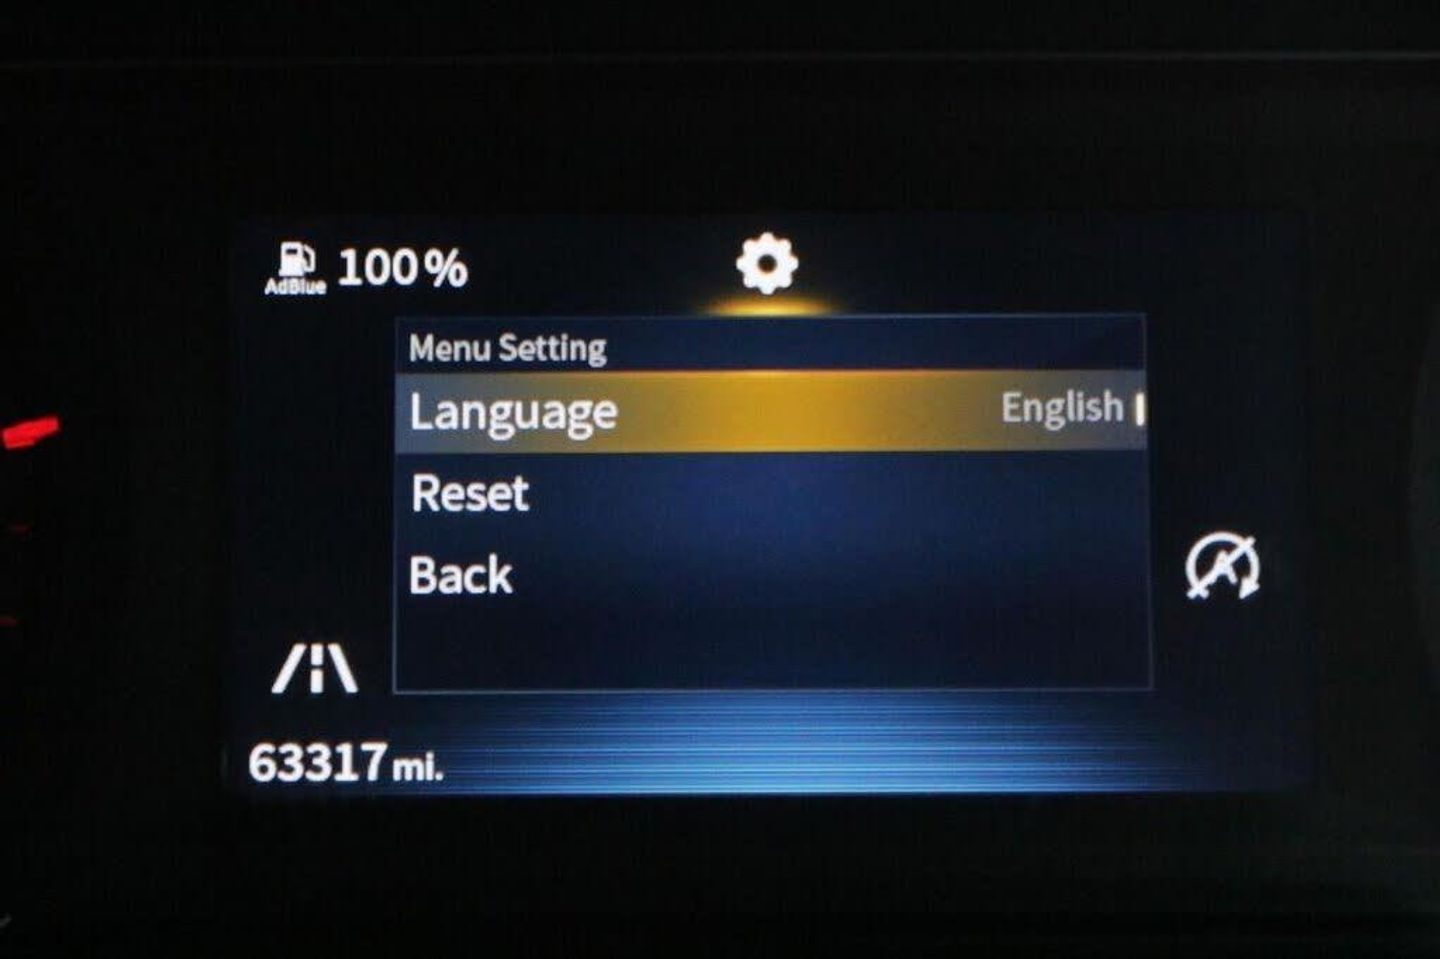 AdBlue 100%
Menu Setting
Language English
Reset
Back
63317 mi.